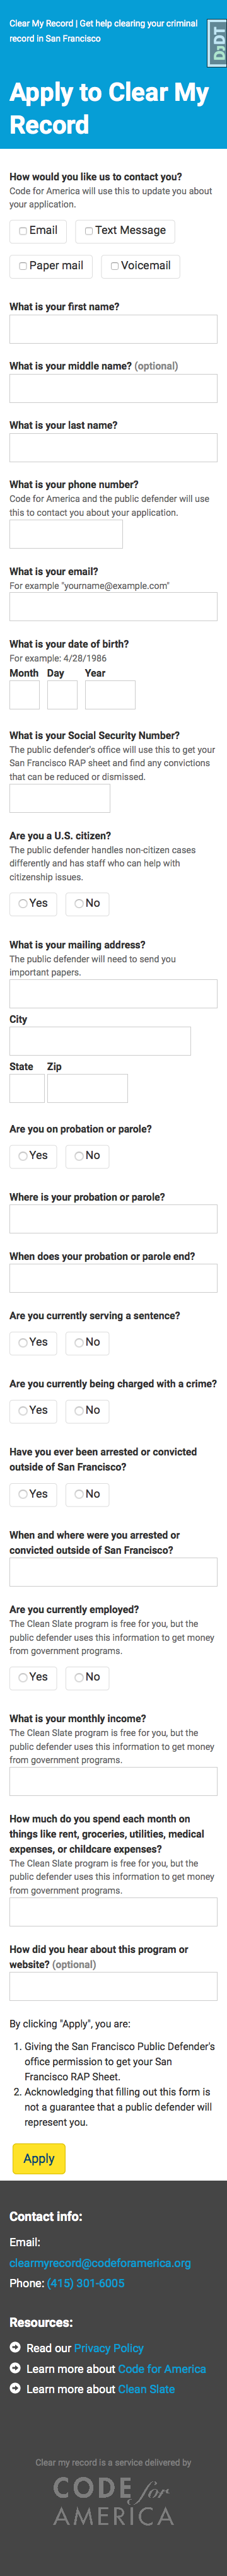 Clear My Record | Get help clearing your criminal
record in San Francisco
DjDT
Apply to Clear My
Record
How would you like us to contact you?
Code for America will use this to update you about
your application.
Email
Text Message
Paper mail
Voicemail
What is your first name?
What is your middle name? (optional)
What is your last name?
What is your phone number?
Code for America and the public defender will use
this to contact you about your application.
What is your email?
For example "yourname@example.com"
What is your date of birth?
For example: 4/28/1986
Month Day Year
What is your Social Security Number?
The public defender's office will use this to get your
San Francisco RAP sheet and find any convictions
that can be reduced or dismissed.
Are you a U.S. citizen?
The public defender handles non-citizen cases
differently and has staff who can help with
citizenship issues.
Yes No
What is your mailing address?
The public defender will need to send you
important papers.
City
State Zip
Are you on probation or parole?
Yes No
Where is your probation or parole?
When does your probation or parole end?
Are you currently serving a sentence?
Yes No
Are you currently being charged with a crime?
Yes No
Have you ever been arrested or convicted
outside of San Francisco?
Yes No
When and where were you arrested or
convicted outside of San Francisco?
Are you currently employed?
The Clean Slate program is free for you, but the
public defender uses this information to get money
from government programs.
Yes No
What is your monthly income?
The Clean Slate program is free for you, but the
public defender uses this information to get money
from government programs.
How much do you spend each month on
things like rent, groceries, utilities, medical
expenses, or childcare expenses?
The Clean Slate program is free for you, but the
public defender uses this information to get money
from government programs.
How did you hear about this program or
website? (optional)
By clicking "Apply", you are:
1. Giving the San Francisco Public Defender's
office permission to get your San
Francisco RAP Sheet.
2. Acknowledging that filling out this form is
not a guarantee that a public defender will
represent you.
Apply
Contact info:
Email:
clearmyrecord@codeforamerica.org
Phone: (415) 301-6005
Resources:
Read our Privacy Policy
Learn more about Code for America
Learn more about Clean Slate
Clear my record is a service delivered by
CODE for
AMERICA